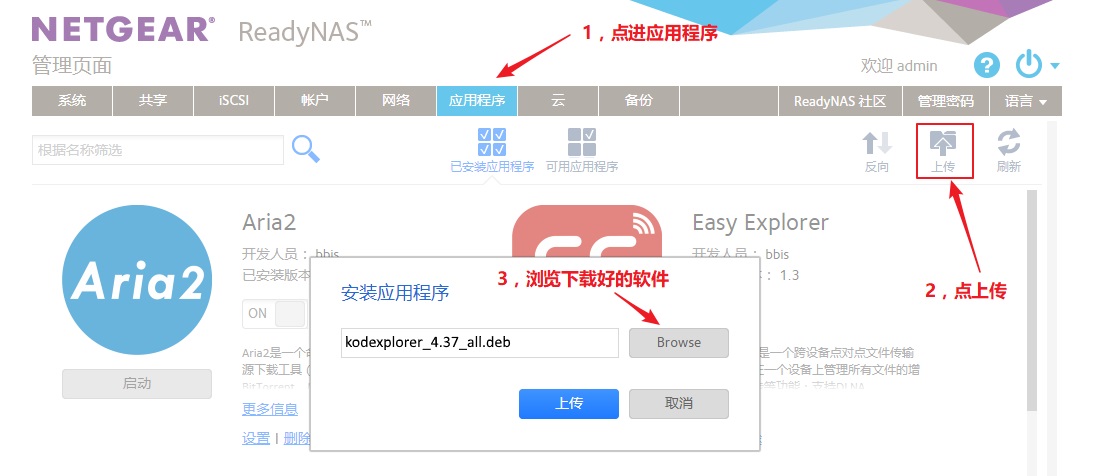 NETGEAR® ReadyNAS™
1，点进应用程序
管理页面
欢迎 admin
?
系统 共享 iSCSI 帐户 网络 应用程序 云 备份 ReadyNAS 社区 管理密码 语言
根据名称筛选
已安装应用程序 可用应用程序 反向 上传 刷新
Aria2
Aria2
开发人员： bbis
已安装版本
ON
启动
更多信息
设置 | 删除
Easy Explorer
开发人员： bbis
： 1.3
2，点上传
3，浏览下载好的软件
安装应用程序
kodexplorer_4.37_all.deb
Browse
上传 取消
Aria2是一个
源下载工具（
BitTorrent
是一个跨设备点对点文件传输
一个设备上管理所有文件的增
功能，支持DLNA